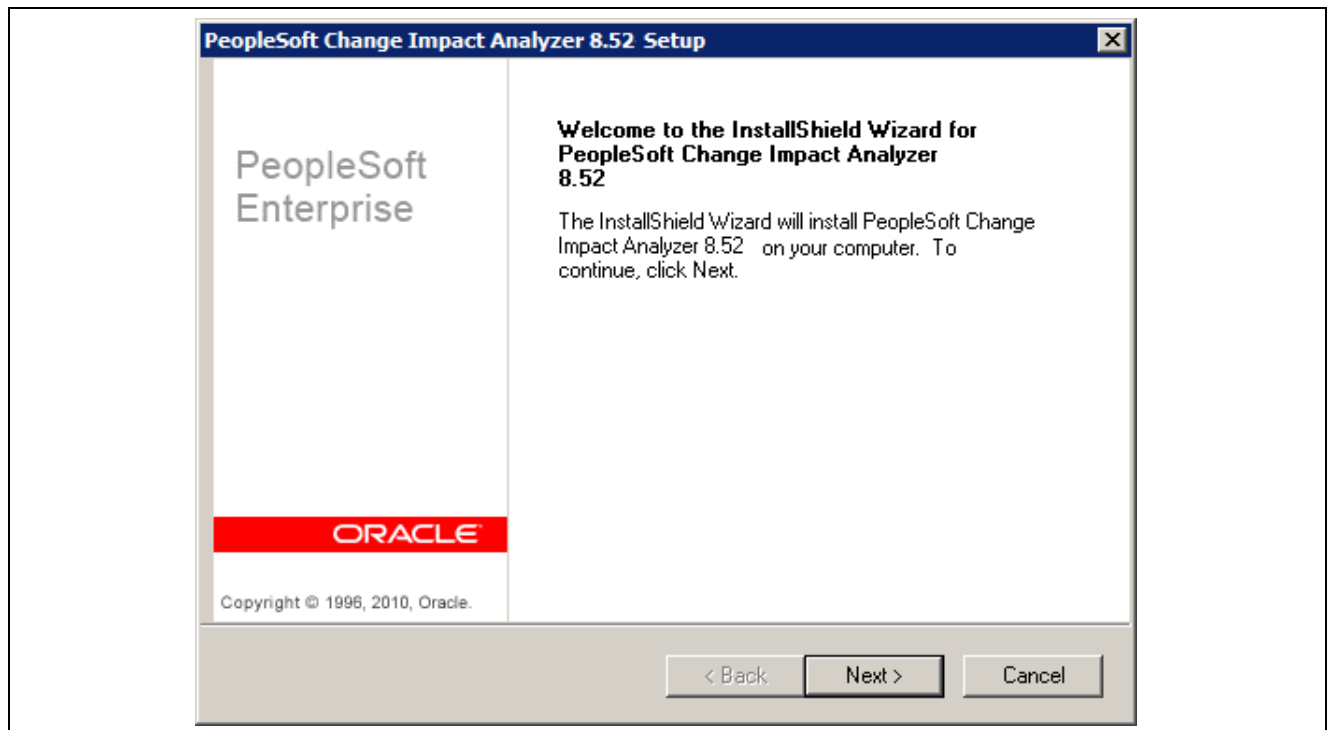 PeopleSoft Change Impact Analyzer 8.52 Setup
PeopleSoft
Enterprise
ORACLE
Copyright © 1996, 2010, Oracle.
Welcome to the InstallShield Wizard for
PeopleSoft Change Impact Analyzer
8.52
The InstallShield Wizard will install PeopleSoft Change
Impact Analyzer 8.52 on your computer. To
continue, click Next.
< Back
Next >
Cancel